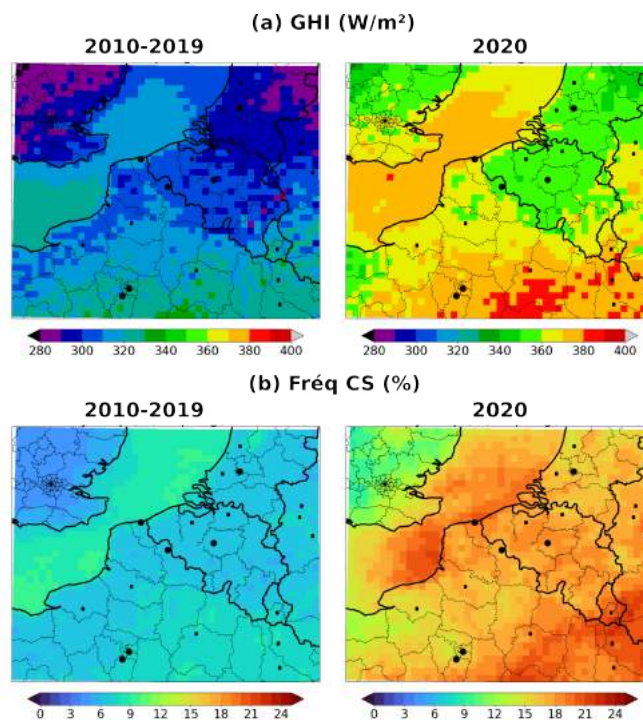 (a) GHI (W/m²)
2010-2019 2020
280 300 320 340 360 380 400 280 300 320 340 360 380 400
(b) Fréq CS (%)
2010-2019 2020
0 3 6 9 12 15 18 21 24 0 3 6 9 12 15 18 21 24